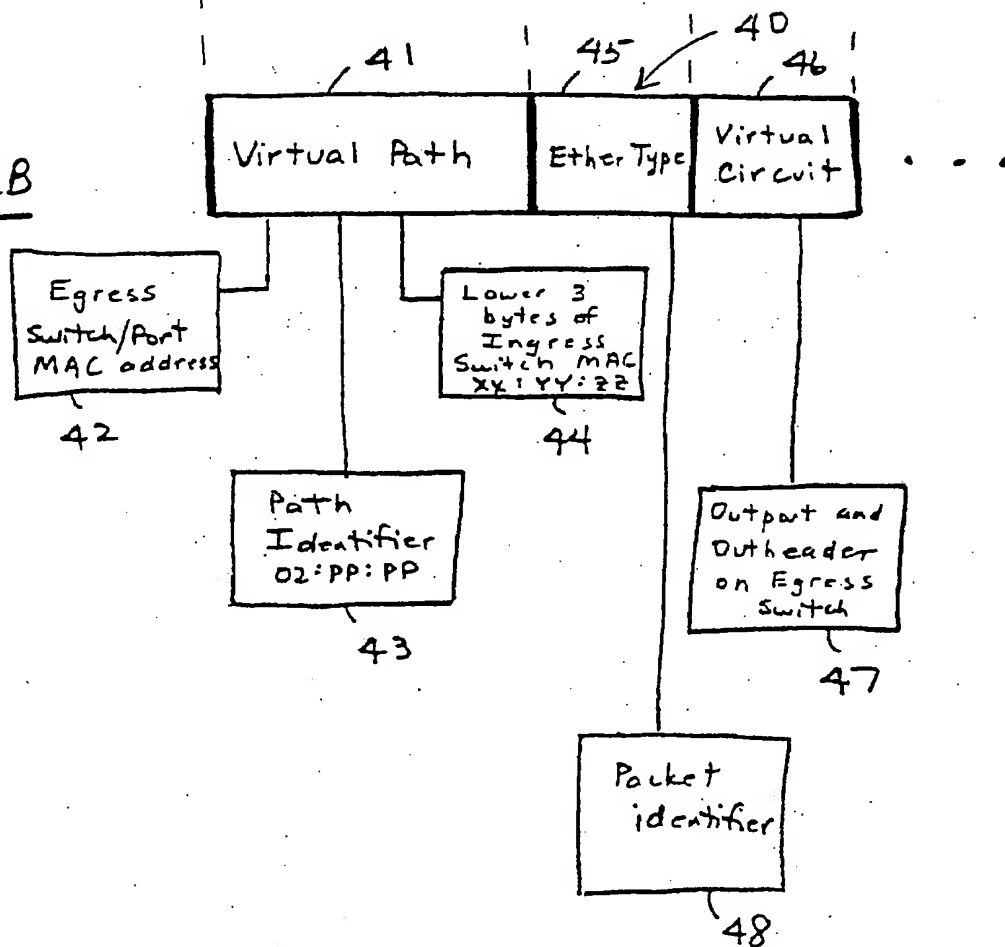 40
41
45
46
Virtual Path
EtherType
Virtual
Circuit
. . .
B
Egress
Switch/Port
MAC address
42
Lower 3
bytes of
Ingress
Switch MAC
XX:YY:ZZ
44
Path
Identifier
02:PP:PP
43
Outport and
Outheader
on Egress
Switch
47
Packet
identifier
48